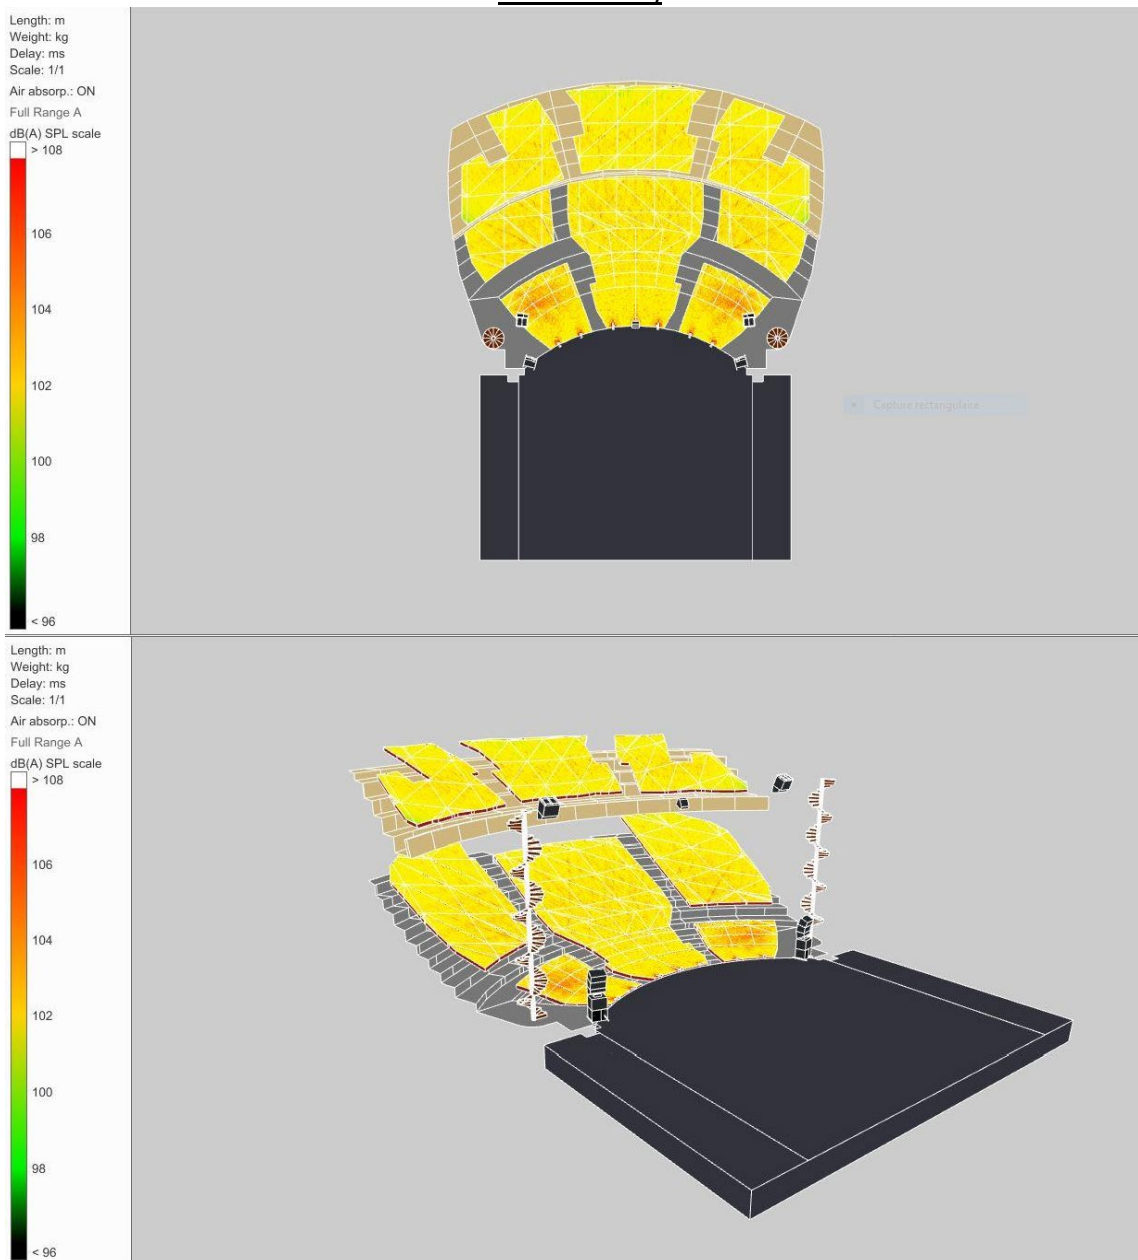 Length: m
Weight: kg
Delay: ms
Scale: 1/1
Air absorp.: ON
Full Range A
dB(A) SPL scale
> 108
106
104
102
100
98
< 96
Capture rectangulaire
Length: m
Weight: kg
Delay: ms
Scale: 1/1
Air absorp.: ON
Full Range A
dB(A) SPL scale
> 108
106
104
102
100
98
< 96